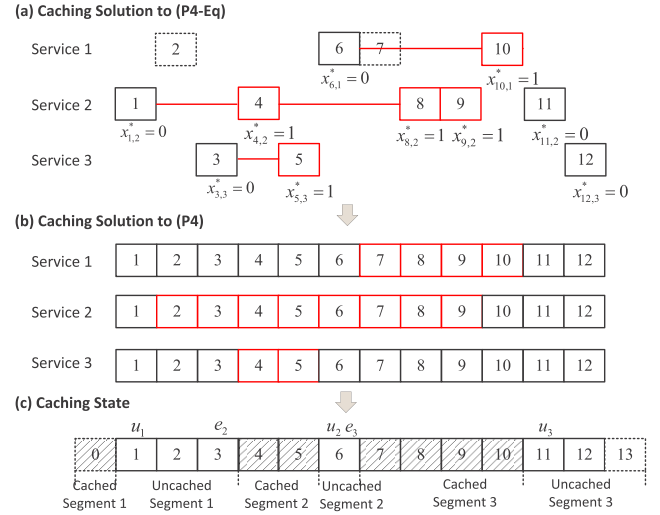 (a) Caching Solution to (P4-Eq)
Service 1 2 6 7 10
x*6,1 = 0 x*10,1 = 1
Service 2 1 4 8 9 11
x*1,2 = 0 x*4,2 = 1 x*8,2 = 1 x*9,2 = 1 x*11,2 = 0
Service 3 3 5 12
x*3,3 = 0 x*5,3 = 1 x*12,3 = 0
(b) Caching Solution to (P4)
Service 1 1 2 3 4 5 6 7 8 9 10 11 12
Service 2 1 2 3 4 5 6 7 8 9 10 11 12
Service 3 1 2 3 4 5 6 7 8 9 10 11 12
(c) Caching State
u1 e2 u2 e3 u3
0 1 2 3 4 5 6 7 8 9 10 11 12 13
Cached Uncached Cached Uncached Cached Uncached
Segment 1 Segment 1 Segment 2 Segment 2 Segment 3 Segment 3